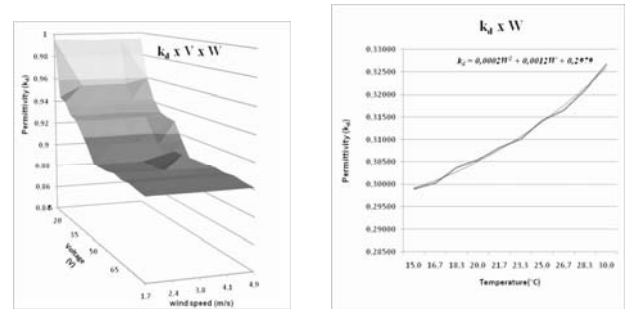 k_d x V x W
Permittivity (k_d)
1
0.98
0.96
0.94
0.92
0.9
0.88
0.86
0.84
20
35
50
65
Voltage (V)
1.7 2.4 3.8 4.1 4.9
wind speed (m/s)
k_d x W
k_d = 0,0002W² + 0,0012W + 0,2979
Permittivity (k_d)
0,33000
0,32500
0,32000
0,31500
0,31000
0,30500
0,30000
0,29500
0,29000
0,28500
15.0 16.7 18.3 20.0 21.7 23.3 25.0 26.7 28.3 30.0
Temperature(°C)